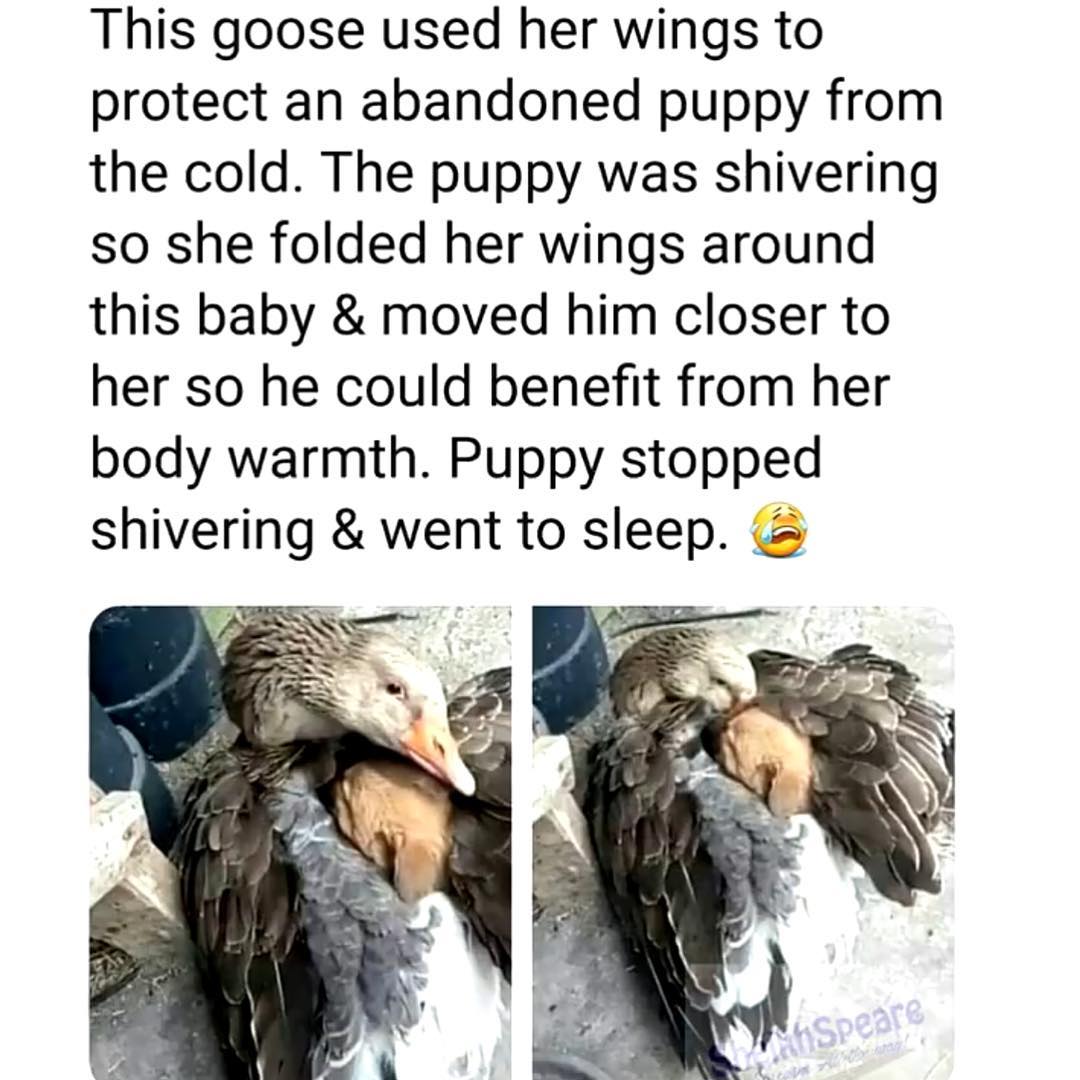 This goose used her wings to
protect an abandoned puppy from
the cold. The puppy was shivering
so she folded her wings around
this baby & moved him closer to
her so he could benefit from her
body warmth. Puppy stopped
shivering & went to sleep. 😭